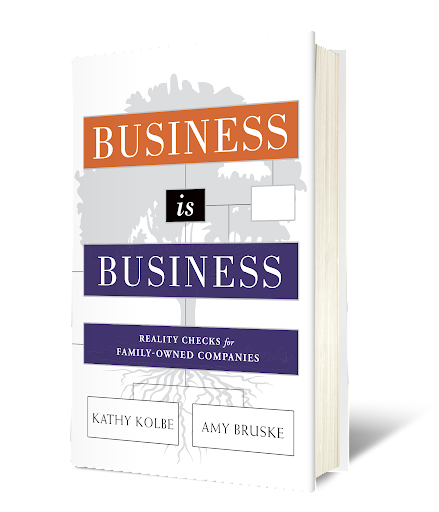 BUSINESS
is
BUSINESS
REALITY CHECKS for
FAMILY-OWNED COMPANIES
KATHY KOLBE
AMY BRUSKE